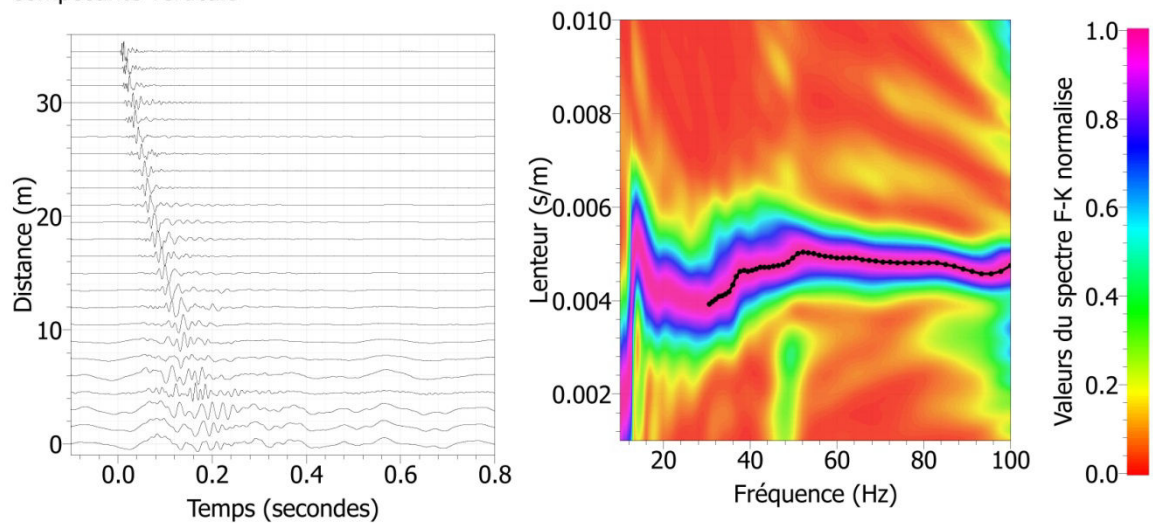 Distance (m)
30
20
10
0
0.0 0.2 0.4 0.6 0.8
Temps (secondes)
Lenteur (s/m)
0.010
0.008
0.006
0.004
0.002
20 40 60 80 100
Fréquence (Hz)
Valeurs du spectre F-K normalise
1.0
0.8
0.6
0.4
0.2
0.0